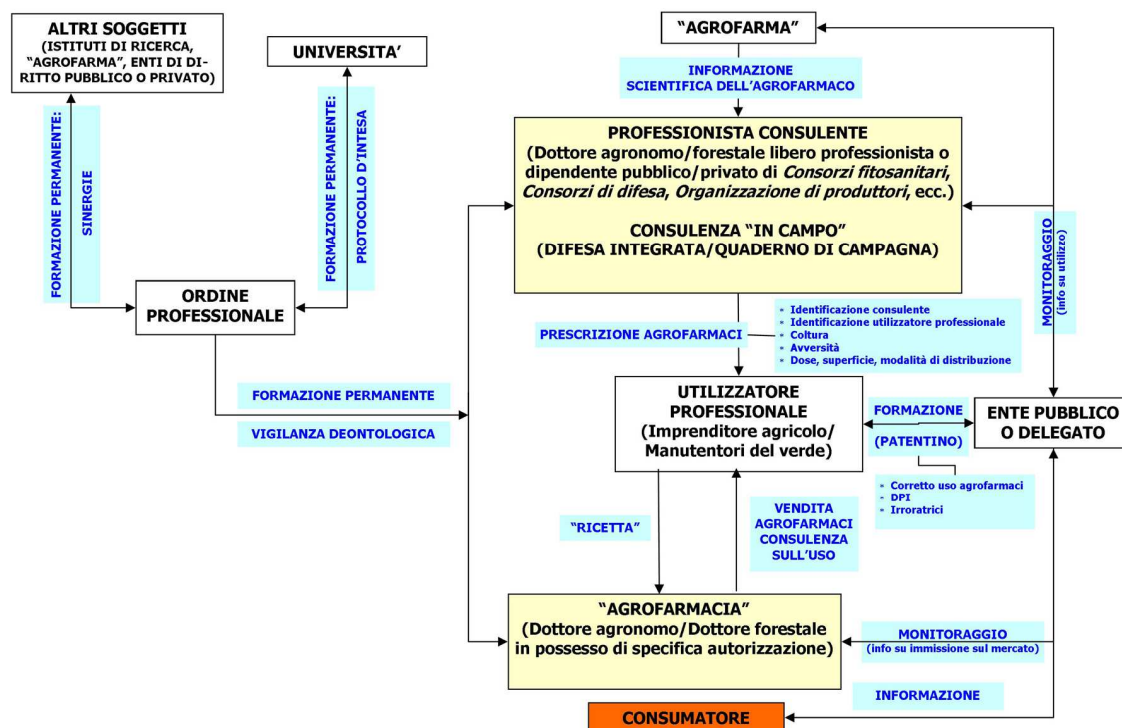 ALTRI SOGGETTI
(ISTITUTI DI RICERCA,
“AGROFARMA”, ENTI DI DI-
RITTO PUBBLICO O PRIVATO)
UNIVERSITA’
“AGROFARMA”
INFORMAZIONE
SCIENTIFICA DELL’AGROFARMACO
FORMAZIONE PERMANENTE:
SINERGIE
FORMAZIONE PERMANENTE:
PROTOCOLLO D’INTESA
PROFESSIONISTA CONSULENTE
(Dottore agronomo/forestale libero professionista o
dipendente pubblico/privato di Consorzi fitosanitari,
Consorzi di difesa, Organizzazione di produttori, ecc.)
CONSULENZA “IN CAMPO”
(DIFESA INTEGRATA/QUADERNO DI CAMPAGNA)
MONITORAGGIO
(info su utilizzo)
ORDINE
PROFESSIONALE
PRESCRIZIONE AGROFARMACI
* Identificazione consulente
* Identificazione utilizzatore professionale
* Coltura
* Avversità
* Dose, superficie, modalità di distribuzione
FORMAZIONE PERMANENTE
VIGILANZA DEONTOLOGICA
UTILIZZATORE
PROFESSIONALE
(Imprenditore agricolo/
Manutentori del verde)
FORMAZIONE
(PATENTINO)
ENTE PUBBLICO
O DELEGATO
* Corretto uso agrofarmaci
* DPI
* Irroratrici
“RICETTA”
VENDITA
AGROFARMACI
CONSULENZA
SULL’USO
“AGROFARMACIA”
(Dottore agronomo/Dottore forestale
in possesso di specifica autorizzazione)
MONITORAGGIO
(info su immissione sul mercato)
INFORMAZIONE
CONSUMATORE